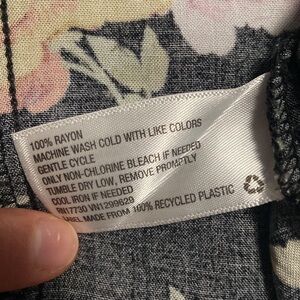 100% RAYON
MACHINE WASH COLD WITH LIKE COLORS
GENTLE CYCLE
ONLY NON-CHLORINE BLEACH IF NEEDED
TUMBLE DRY LOW, REMOVE PROMPTLY
COOL IRON IF NEEDED
RN17730 VN1299629
LABEL MADE FROM 100% RECYCLED PLASTIC